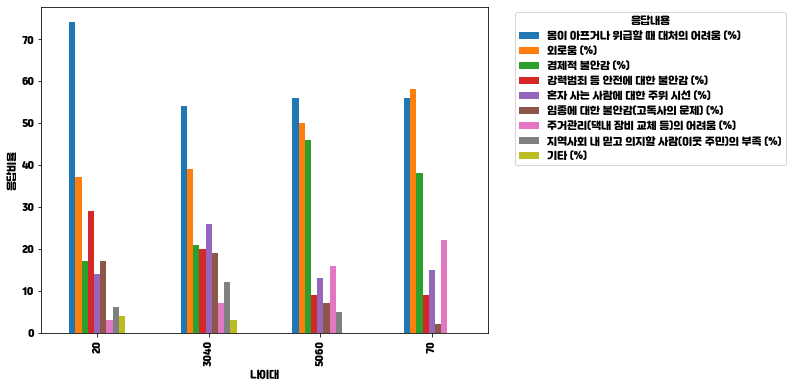 응답내용
몸이 아프거나 위급할 때 대처의 어려움 (%)
외로움 (%)
경제적 불안감 (%)
강력범죄 등 안전에 대한 불안감 (%)
혼자 사는 사람에 대한 주위 시선 (%)
임종에 대한 불안감(고독사의 문제) (%)
주거관리(댁내 장비 교체 등)의 어려움 (%)
지역사회 내 믿고 의지할 사람(이웃 주민)의 부족 (%)
기타 (%)
응답비율
70
60
50
40
30
20
10
0
20
3040
5060
70
나이대